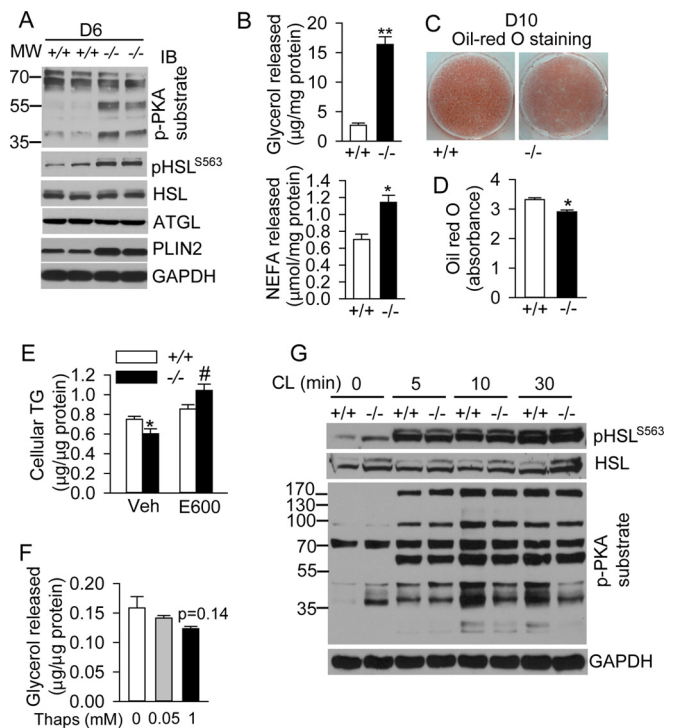 A
D6
MW +/+ +/+ -/- -/- IB
70
55
35
p-PKA
substrate
pHSLS563
HSL
ATGL
PLIN2
GAPDH
B
Glycerol released
(µg/mg protein)
20
15
10
5
0
**
+/+ -/-
NEFA released
(µmol/mg protein)
1.4
1.2
1.0
0.8
0.6
0.4
0.2
0.0
*
+/+ -/-
C
D10
Oil-red O staining
+/+ -/-
D
Oil red O
(absorbance)
4
3
2
1
0
*
+/+ -/-
E
+/+
-/-
Cellular TG
(µg/µg protein)
1.2
1.0
0.8
0.6
0.4
0.2
0.0
*
#
Veh E600
F
Glycerol released
(µg/µg protein)
0.20
0.15
0.10
0.05
0.00
p=0.14
Thaps (mM) 0 0.05 1
G
CL (min) 0 5 10 30
+/+ -/- +/+ -/- +/+ -/- +/+ -/-
pHSLS563
HSL
170
130
100
70
55
35
p-PKA
substrate
GAPDH